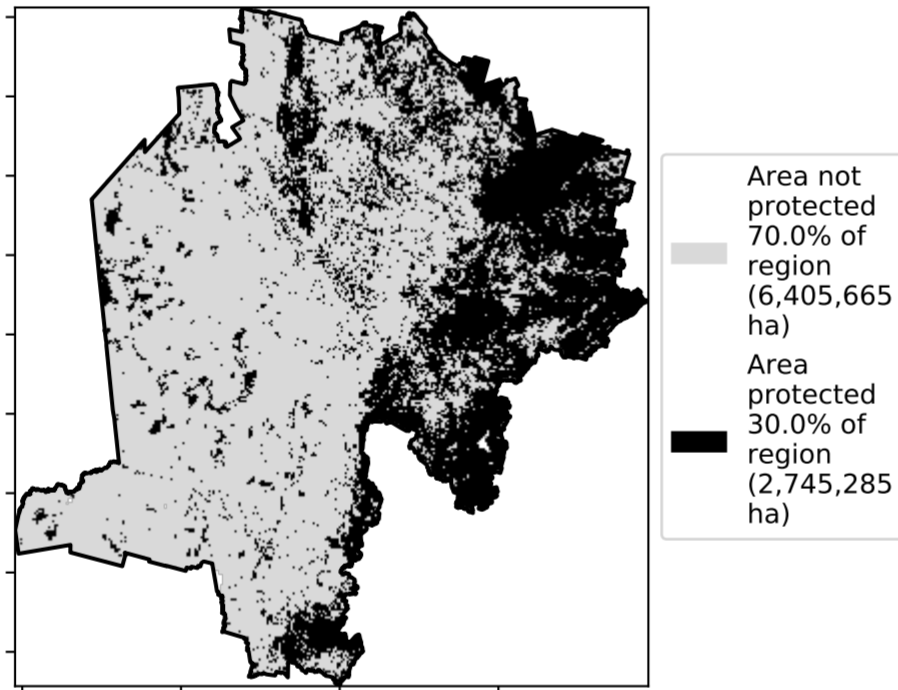 Area not
protected
70.0% of
region
(6,405,665
ha)
Area
protected
30.0% of
region
(2,745,285
ha)